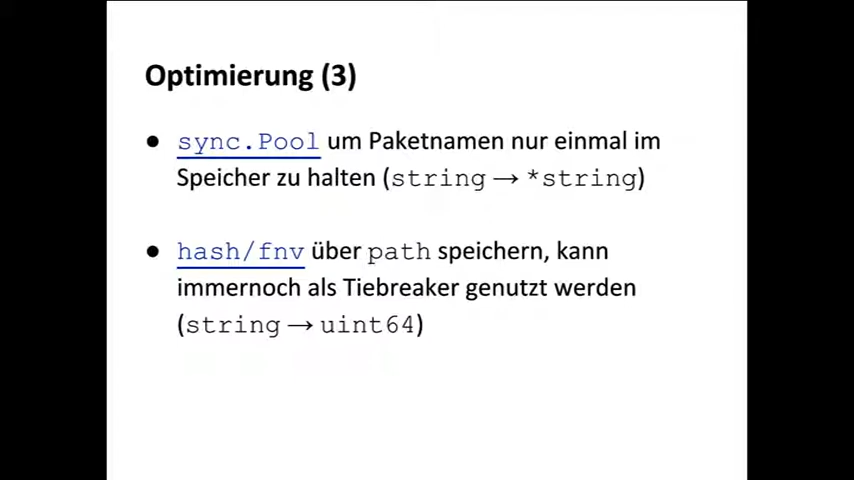 Optimierung (3)
● sync.Pool um Paketnamen nur einmal im
Speicher zu halten (string → *string)
● hash/fnv über path speichern, kann
immernoch als Tiebreaker genutzt werden
(string → uint64)